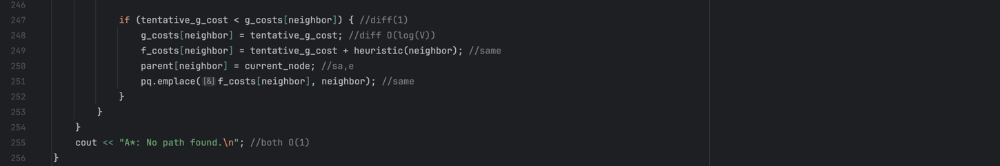 246
247 if (tentative_g_cost < g_costs[neighbor]) { //diff(1)
248 g_costs[neighbor] = tentative_g_cost; //diff O(log(V))
249 f_costs[neighbor] = tentative_g_cost + heuristic(neighbor); //same
250 parent[neighbor] = current_node; //sa,e
251 pq.emplace([&] f_costs[neighbor], neighbor); //same
252 }
253 }
254 }
255 cout << "A*: No path found.\n"; //both O(1)
256 }